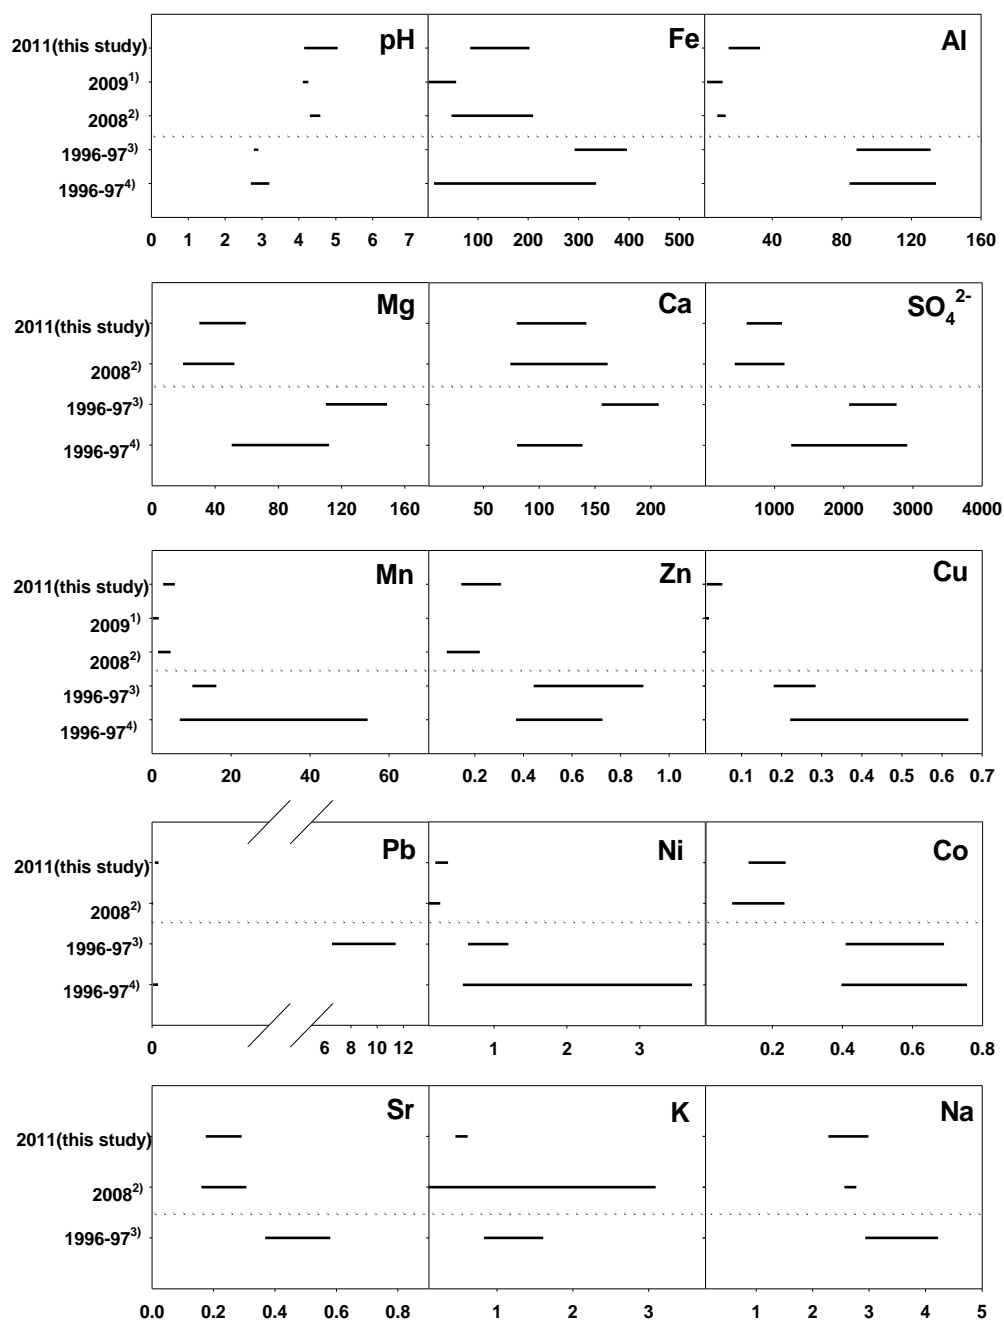 pH Fe Al
2011(this study)
20091)
20082)
1996-973)
1996-974)
0 1 2 3 4 5 6 7 100 200 300 400 500 40 80 120 160
Mg Ca SO42-
2011(this study)
20082)
1996-973)
1996-974)
0 40 80 120 160 50 100 150 200 1000 2000 3000 4000
Mn Zn Cu
2011(this study)
20091)
20082)
1996-973)
1996-974)
0 20 40 60 0.2 0.4 0.6 0.8 1.0 0.1 0.2 0.3 0.4 0.5 0.6 0.7
Pb Ni Co
2011(this study)
20082)
1996-973)
1996-974)
0 6 8 10 12 1 2 3 0.2 0.4 0.6 0.8
Sr K Na
2011(this study)
20082)
1996-973)
0.0 0.2 0.4 0.6 0.8 1 2 3 1 2 3 4 5